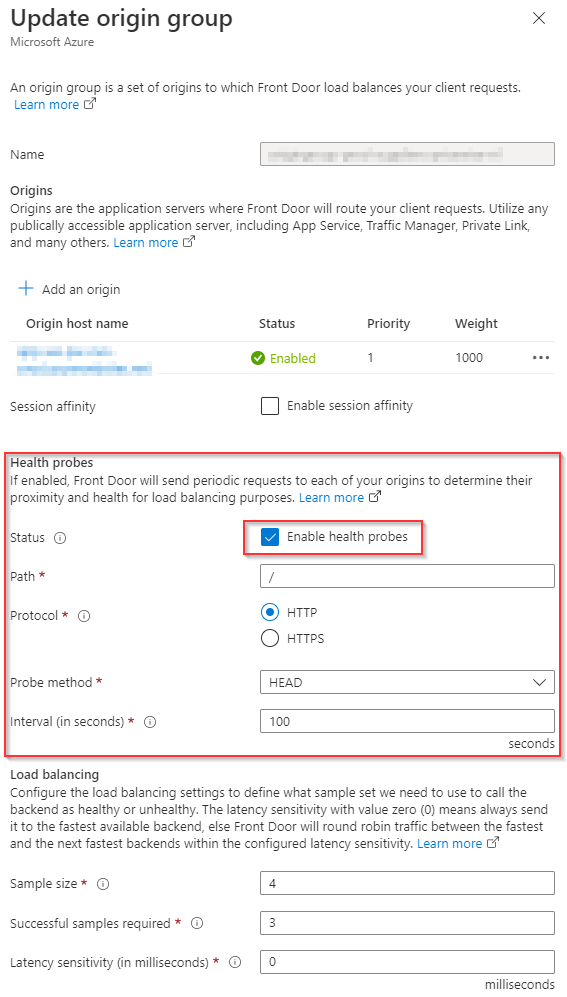 Update origin group
Microsoft Azure
An origin group is a set of origins to which Front Door load balances your client requests.
Learn more
Name
Origins
Origins are the application servers where Front Door will route your client requests. Utilize any
publically accessible application server, including App Service, Traffic Manager, Private Link,
and many others. Learn more
Add an origin
Origin host name Status Priority Weight
Enabled 1 1000 •••
Session affinity Enable session affinity
Health probes
If enabled, Front Door will send periodic requests to each of your origins to determine their
proximity and health for load balancing purposes. Learn more
Status Enable health probes
Path * /
Protocol * HTTP
HTTPS
Probe method * HEAD
Interval (in seconds) * 100
seconds
Load balancing
Configure the load balancing settings to define what sample set we need to use to call the
backend as healthy or unhealthy. The latency sensitivity with value zero (0) means always send
it to the fastest available backend, else Front Door will round robin traffic between the fastest
and the next fastest backends within the configured latency sensitivity. Learn more
Sample size * 4
Successful samples required * 3
Latency sensitivity (in milliseconds) * 0
milliseconds